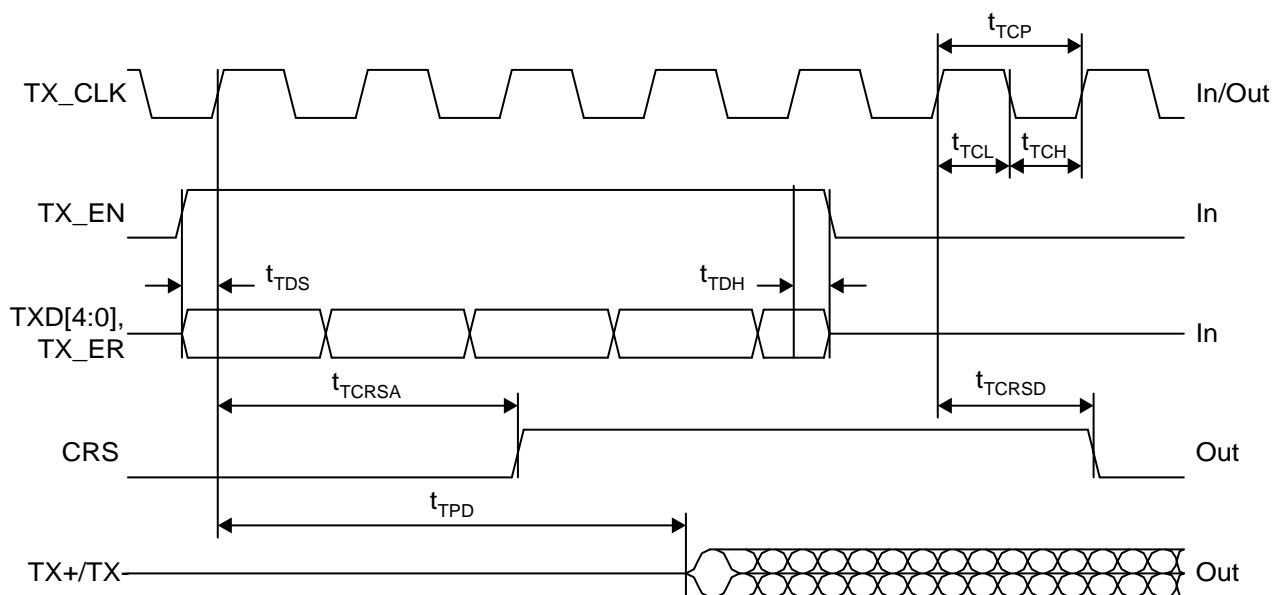 t_TCP
TX_CLK
In/Out
t_TCL
t_TCH
TX_EN
In
t_TDS
t_TDH
TXD[4:0],
TX_ER
In
t_TCRSA
t_TCRSD
CRS
Out
t_TPD
TX+/TX-
Out